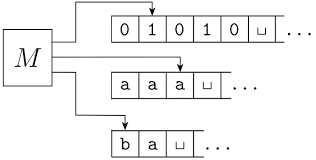 0 1 0 1 0 ␣ ...
M
a a a ␣ ...
b a ␣ ...